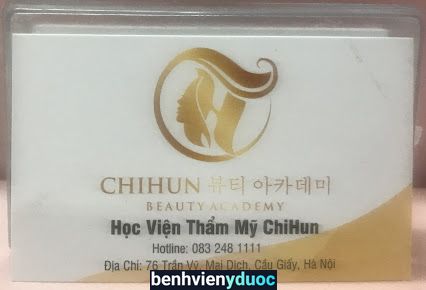 CHIHUN 뷰티 아카데미
BEAUTY ACADEMY
Học Viện Thẩm Mỹ ChiHun
Hotline: 083 248 1111
Địa Chỉ: 76 Trần Vỹ, Mai Dịch, Cầu Giấy, Hà Nội
benhvienyduoc